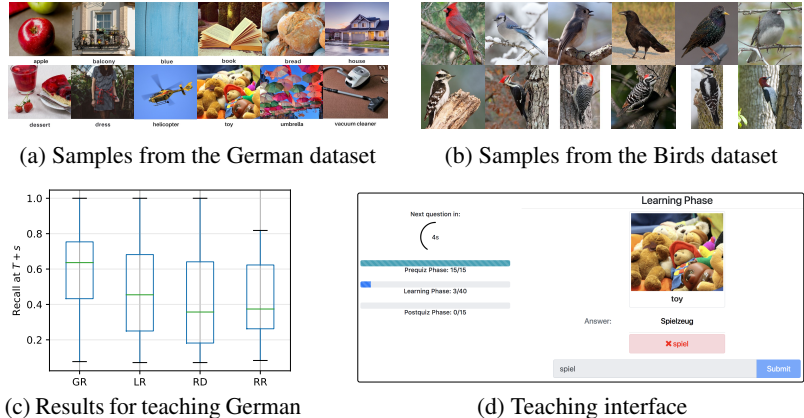 apple balcony blue book bread house
dessert dress helicopter toy umbrella vacuum cleaner
(a) Samples from the German dataset
(b) Samples from the Birds dataset
Recall at T + s
1.0
0.8
0.6
0.4
0.2
GR LR RD RR
(c) Results for teaching German
Next question in:
4s
Prequiz Phase: 15/15
Learning Phase: 3/40
Postquiz Phase: 0/15
Learning Phase
toy
Answer: Spielzeug
✖ spiel
spiel Submit
(d) Teaching interface